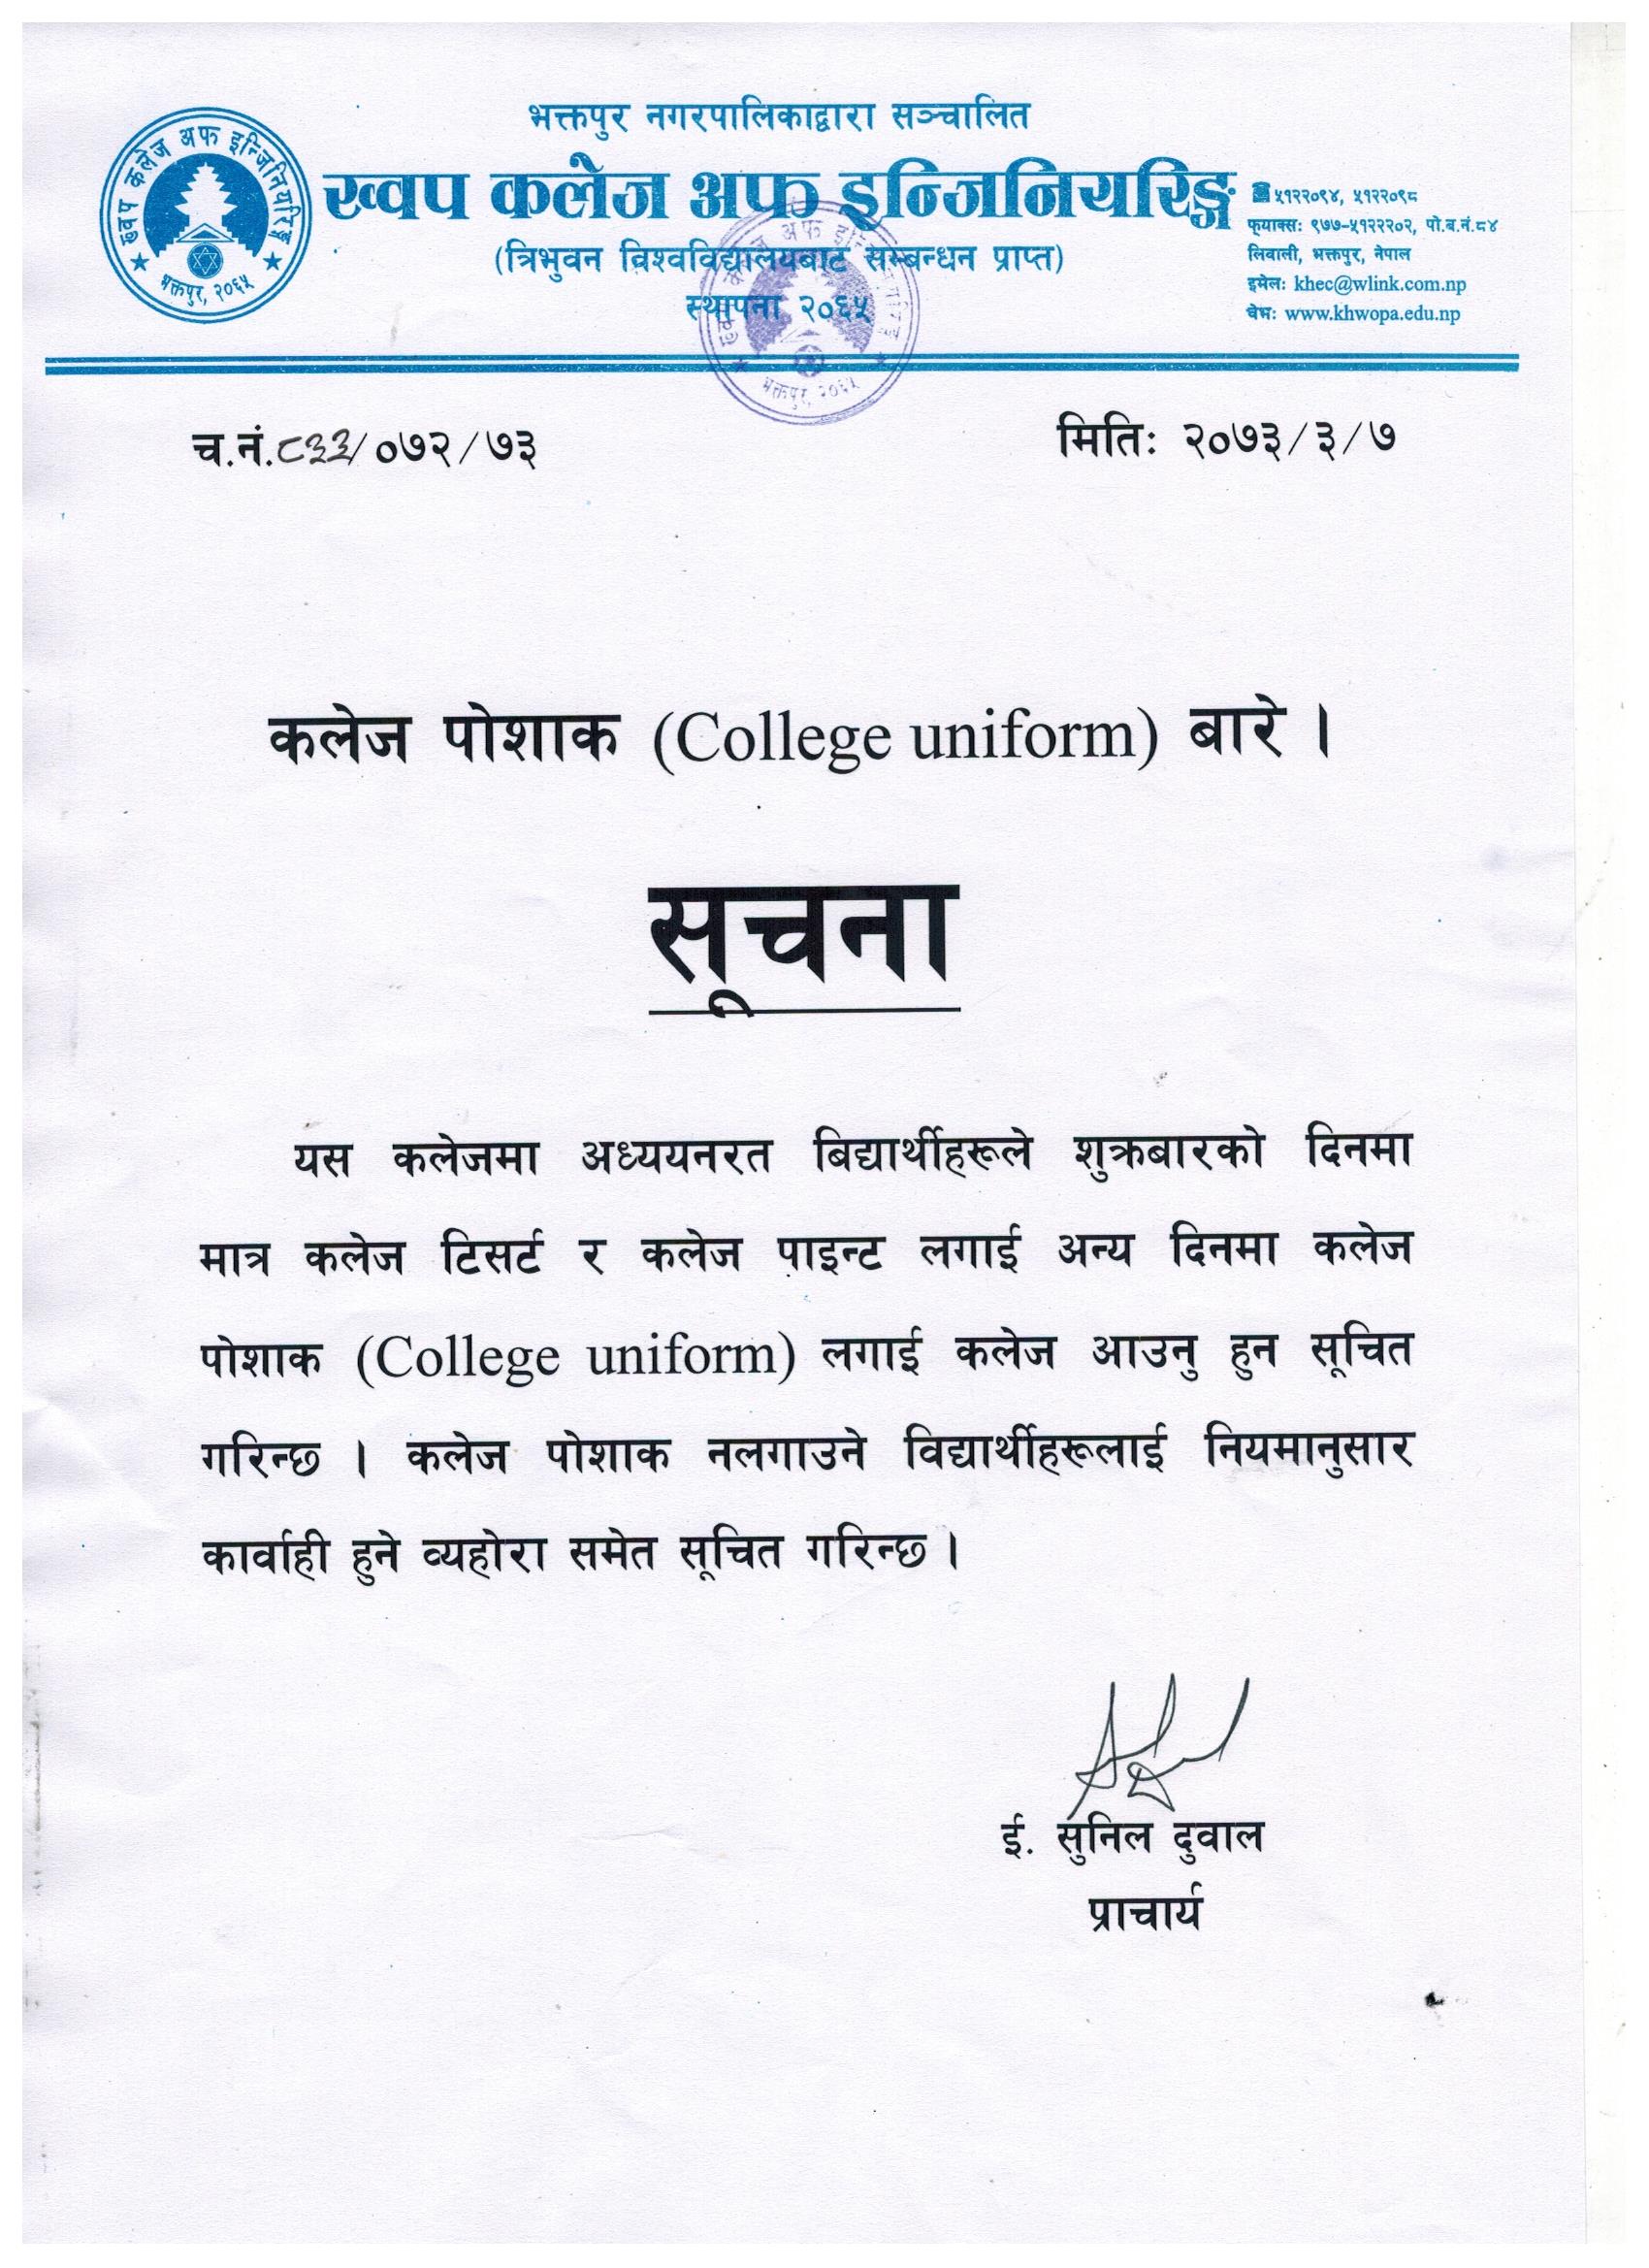 भक्तपुर नगरपालिकाद्वारा सञ्चालित
ख्वप कलेज अफ इन्जिनियरिङ्ग
(त्रिभुवन विश्वविद्यालयबाट सम्बन्धन प्राप्त)
स्थापना २०६५
ख्वप कलेज अफ इन्जिनियरिङ्ग
भक्तपुर, २०६५
☎५१२२०९४, ५१२२०९८
फ्याक्स: ९७७-५१२२२०२, पो.ब.नं.८४
लिवाली, भक्तपुर, नेपाल
इमेल: khec@wlink.com.np
वेभ: www.khwopa.edu.np
भक्तपुर, २०६५
च.नं.८३३/०७२/७३
मितिः २०७३/३/७
कलेज पोशाक (College uniform) बारे ।
सूचना
यस कलेजमा अध्ययनरत बिद्यार्थीहरूले शुक्रबारको दिनमा
मात्र कलेज टिसर्ट र कलेज पाइन्ट लगाई अन्य दिनमा कलेज
पोशाक (College uniform) लगाई कलेज आउनु हुन सूचित
गरिन्छ । कलेज पोशाक नलगाउने विद्यार्थीहरूलाई नियमानुसार
कार्वाही हुने व्यहोरा समेत सूचित गरिन्छ ।
ई. सुनिल दुवाल
प्राचार्य